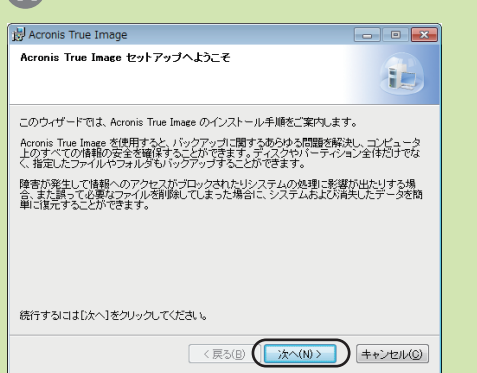 Acronis True Image
Acronis True Image セットアップへようこそ
このウィザードでは、Acronis True Image のインストール手順をご案内します。
Acronis True Image を使用すると、バックアップに関するあらゆる問題を解決し、コンピュータ
上のすべての情報の安全を確保することができます。ディスクやパーティション全体だけでな
く、指定したファイルやフォルダもバックアップすることができます。
障害が発生して情報へのアクセスがブロックされたりシステムの処理に影響が出たりする場
合、また誤って必要なファイルを削除してしまった場合に、システムおよび消失したデータを簡
単に復元することができます。
続行するには[次へ]をクリックしてください。
< 戻る(B) 次へ(N) > キャンセル(C)